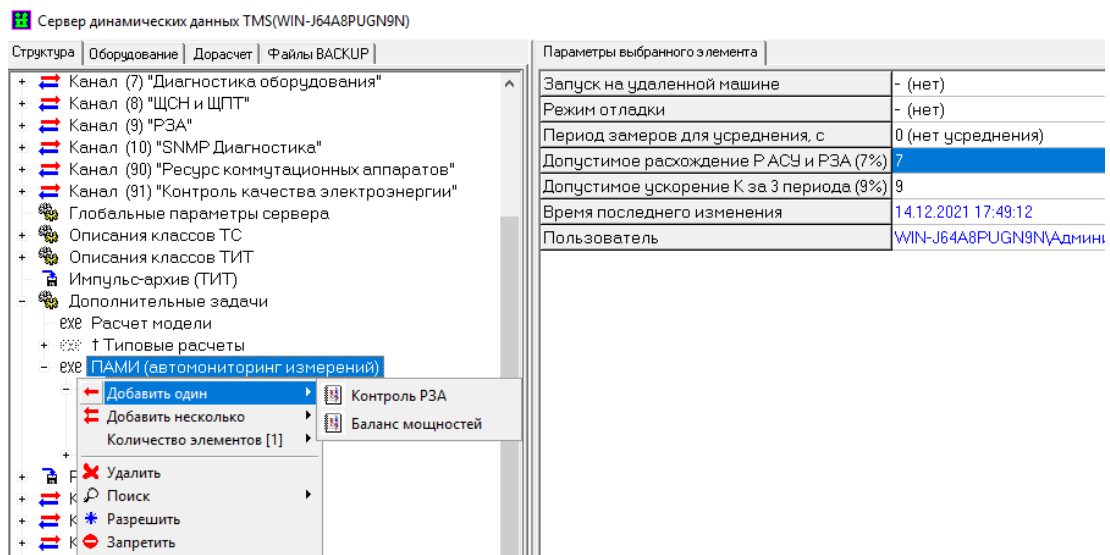 Сервер динамических данных TMS(WIN-J64A8PUGN9N)
Структура Оборудование Дорасчет Файлы BACKUP
Канал (7) "Диагностика оборудования"
Канал (8) "ЩСН и ЩПТ"
Канал (9) "РЗА"
Канал (10) "SNMP Диагностика"
Канал (90) "Ресурс коммутационных аппаратов"
Канал (91) "Контроль качества электроэнергии"
Глобальные параметры сервера
Описания классов ТС
Описания классов ТИТ
Импульс-архив (ТИТ)
Дополнительные задачи
exe Расчет модели
exe † Типовые расчеты
exe ПАМИ (автомониторинг измерений)
Добавить один
Добавить несколько
Количество элементов [1]
Удалить
Поиск
Разрешить
Запретить
Контроль РЗА
Баланс мощностей
Параметры выбранного элемента
Запуск на удаленной машине - (нет)
Режим отладки - (нет)
Период замеров для усреднения, с 0 (нет усреднения)
Допустимое расхождение Р АСУ и РЗА (7%) 7
Допустимое ускорение К за 3 периода (9%) 9
Время последнего изменения 14.12.2021 17:49:12
Пользователь WIN-J64A8PUGN9N\Админи